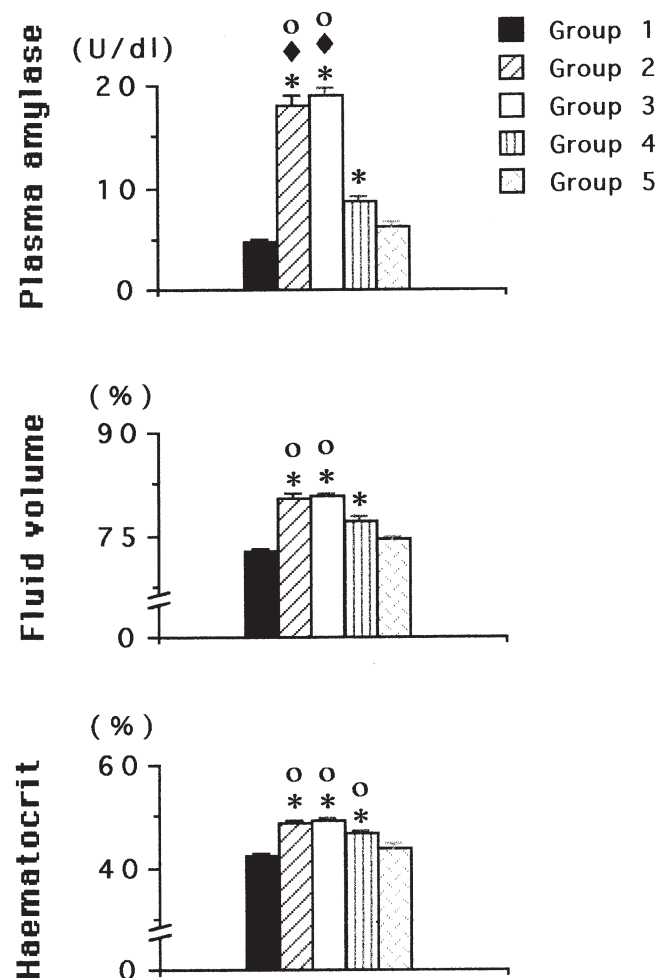 Plasma amylase
(U/dl)
20
10
0
o o
♦ ♦
* * *
Group 1
Group 2
Group 3
Group 4
Group 5
Fluid volume
(%)
90
75
0
o o
* * *
Haematocrit
(%)
60
40
0
o o o
* * *